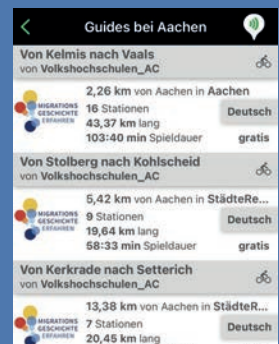 Guides bei Aachen
Von Kelmis nach Vaals
von Volkshochschulen_AC
MIGRATIONS
GESCHICHTE
ERFAHREN
2,26 km von Aachen in Aachen
16 Stationen
43,37 km lang
103:40 min Spieldauer
Deutsch
gratis
Von Stolberg nach Kohlscheid
von Volkshochschulen_AC
MIGRATIONS
GESCHICHTE
ERFAHREN
5,42 km von Aachen in StädteRe...
9 Stationen
19,64 km lang
58:33 min Spieldauer
Deutsch
gratis
Von Kerkrade nach Setterich
von Volkshochschulen_AC
MIGRATIONS
GESCHICHTE
ERFAHREN
13,38 km von Aachen in StädteR...
7 Stationen
20,45 km lang
Deutsch